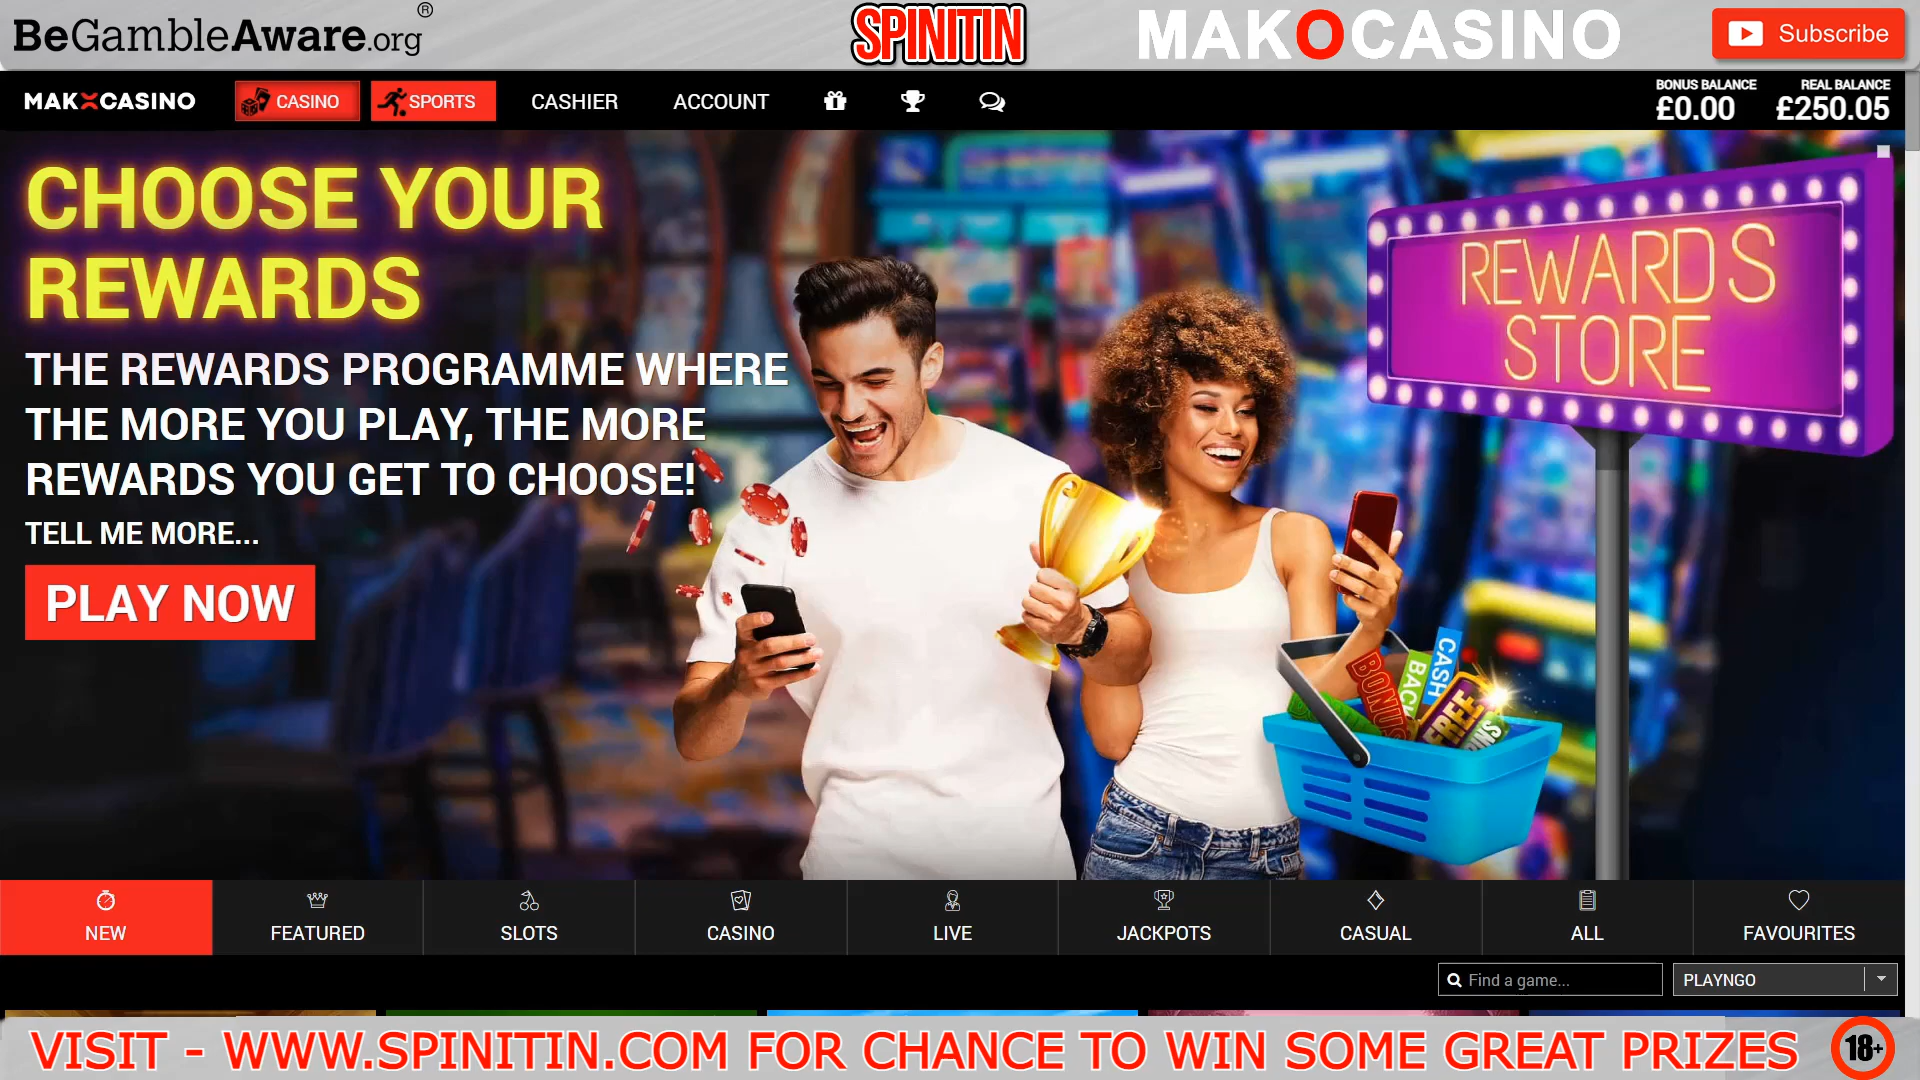 BeGambleAware.org®
SPINITIN
MAKOCASINO
Subscribe
MAKOCASINO
CASINO
SPORTS
CASHIER
ACCOUNT
BONUS BALANCE
£0.00
REAL BALANCE
£250.05
CHOOSE YOUR
REWARDS
THE REWARDS PROGRAMME WHERE
THE MORE YOU PLAY, THE MORE
REWARDS YOU GET TO CHOOSE!
TELL ME MORE...
PLAY NOW
REWARDS
STORE
BONUS
CASH
BACK
FREE
NEW
FEATURED
SLOTS
CASINO
LIVE
JACKPOTS
CASUAL
ALL
FAVOURITES
Find a game...
PLAYNGO
VISIT - WWW.SPINITIN.COM FOR CHANCE TO WIN SOME GREAT PRIZES
18+